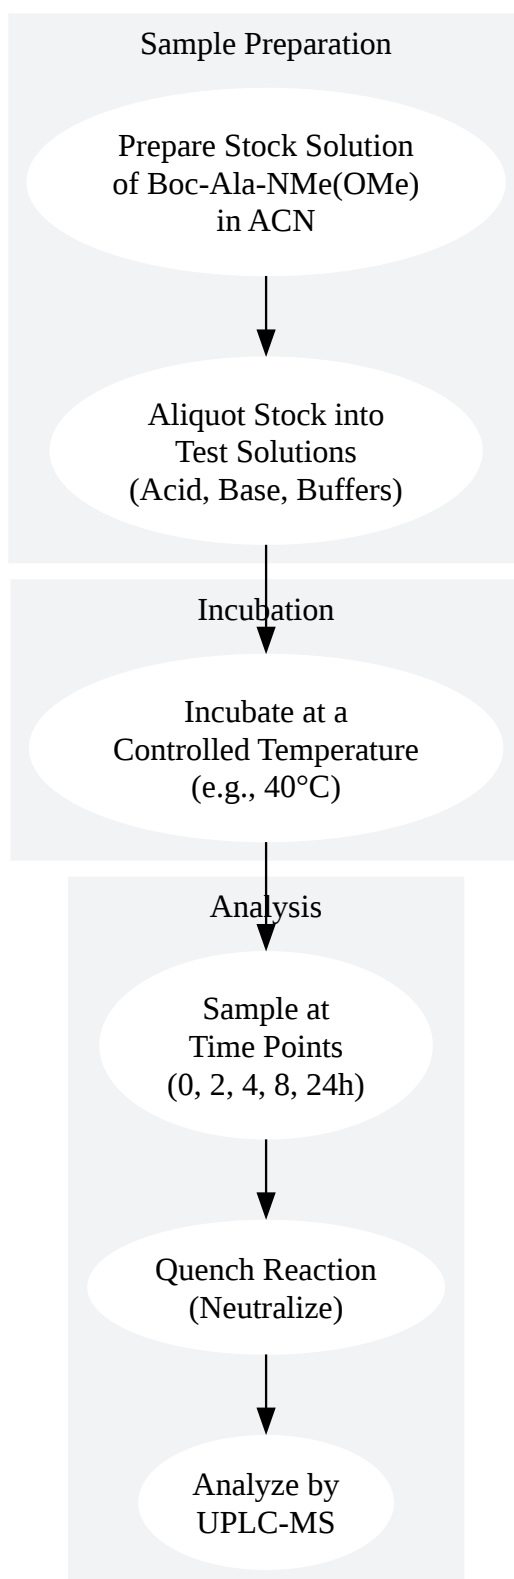 Sample Preparation
Prepare Stock Solution
of Boc-Ala-NMe(OMe)
in ACN
Aliquot Stock into
Test Solutions
(Acid, Base, Buffers)
Incubation
Incubate at a
Controlled Temperature
(e.g., 40°C)
Analysis
Sample at
Time Points
(0, 2, 4, 8, 24h)
Quench Reaction
(Neutralize)
Analyze by
UPLC-MS